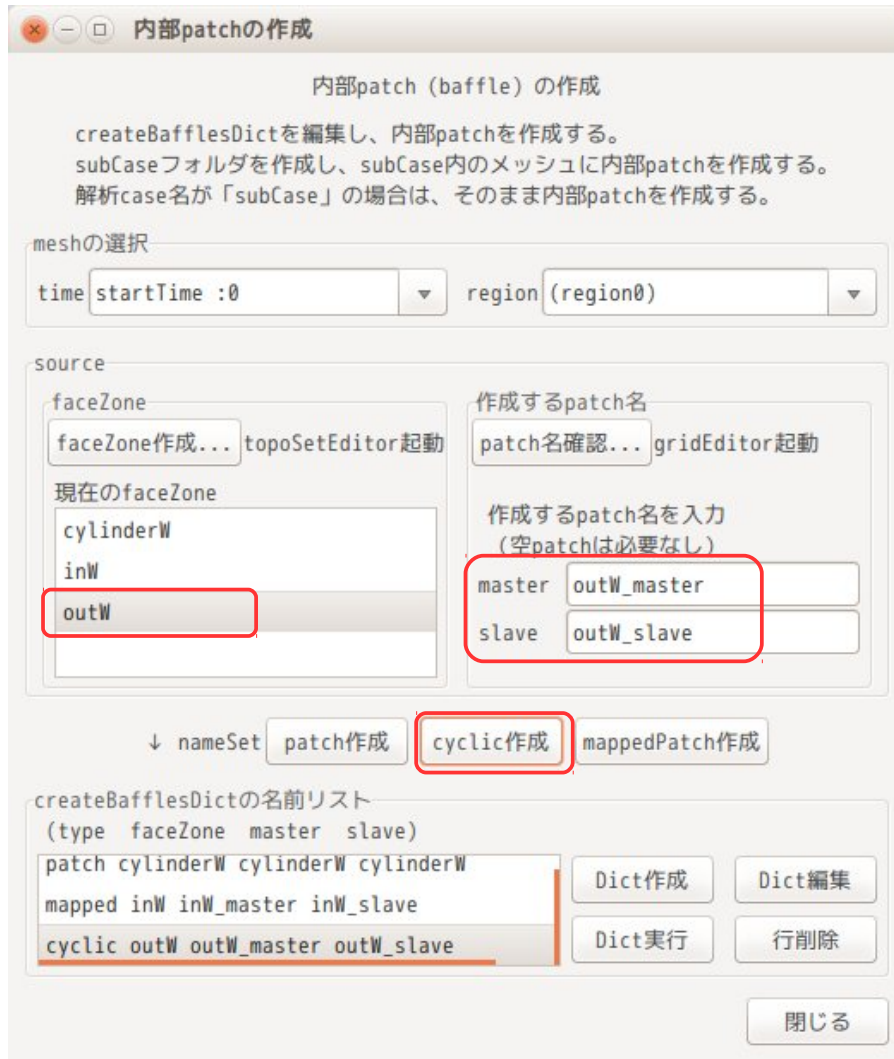 内部patchの作成
内部patch (baffle) の作成
createBafflesDictを編集し、内部patchを作成する。
subCaseフォルダを作成し、subCase内のメッシュに内部patchを作成する。
解析case名が「subCase」の場合は、そのまま内部patchを作成する。
meshの選択
time startTime :0 region (region0)
source
faceZone
faceZone作成... topoSetEditor起動
現在のfaceZone
cylinderW
inW
outW
作成するpatch名
patch名確認... gridEditor起動
作成するpatch名を入力
（空patchは必要なし）
master outW_master
slave outW_slave
↓ nameSet patch作成 cyclic作成 mappedPatch作成
createBafflesDictの名前リスト
(type faceZone master slave)
patch cylinderW cylinderW cylinderW
mapped inW inW_master inW_slave
cyclic outW outW_master outW_slave
Dict作成 Dict編集
Dict実行 行削除
閉じる